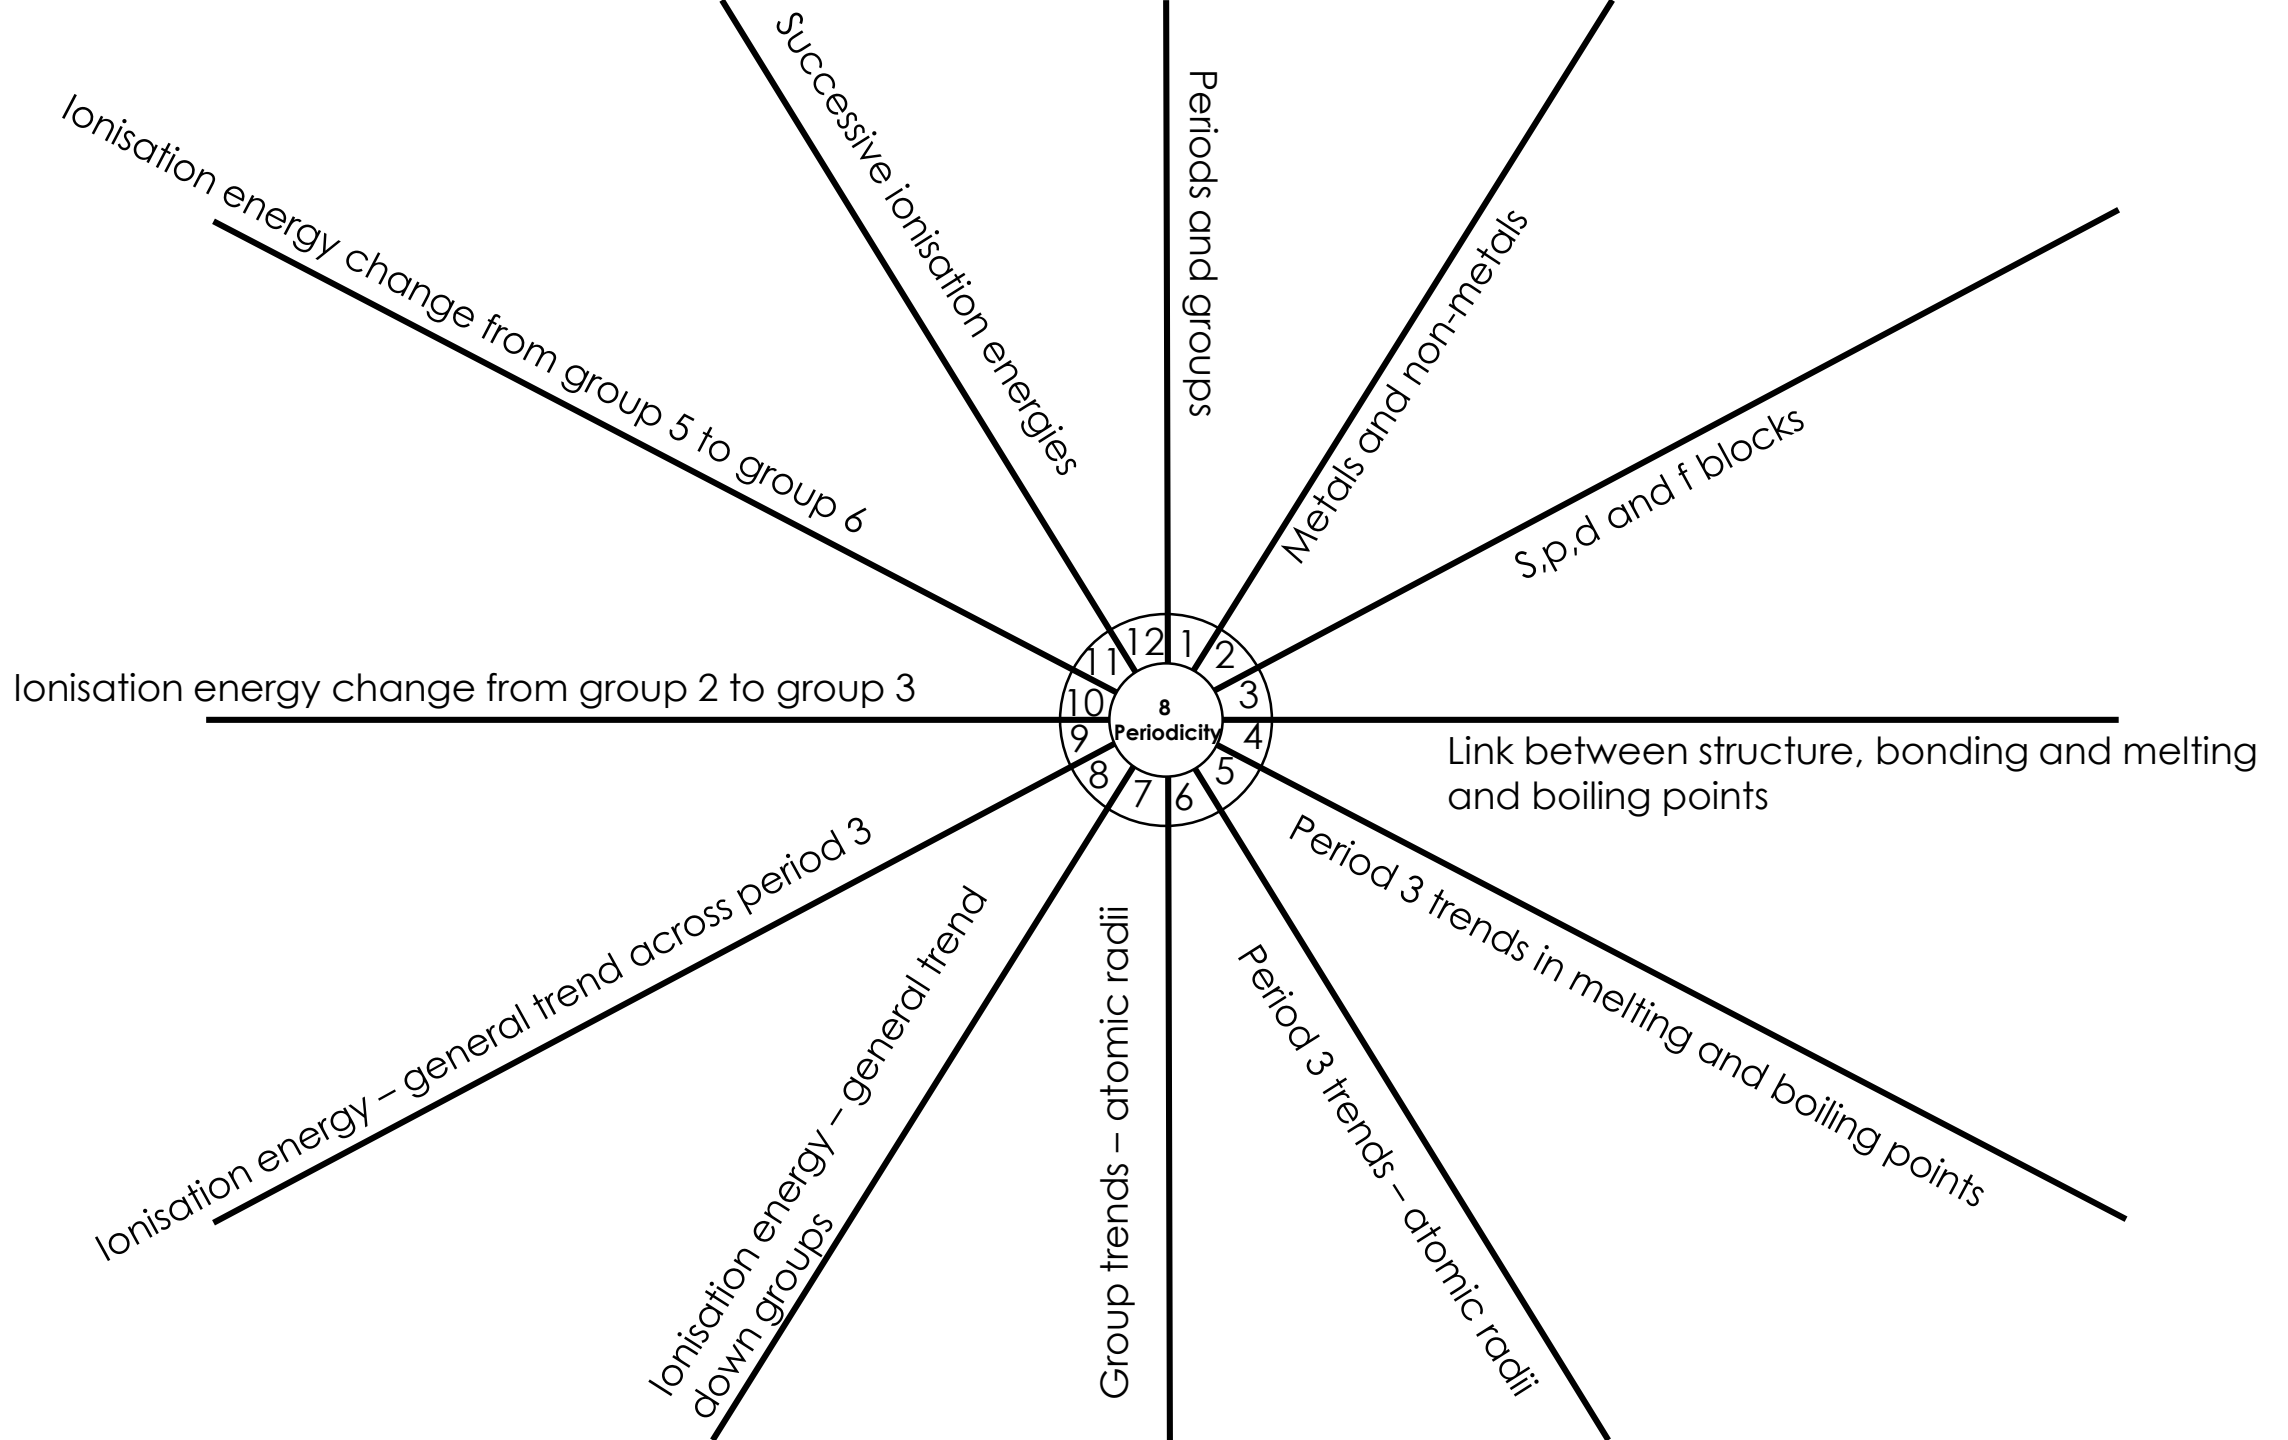 Periods and groups
Metals and non-metals
S,p,d and f blocks
Link between structure, bonding and melting
and boiling points
Period 3 trends in melting and boiling points
Period 3 trends – atomic radii
Group trends – atomic radii
Ionisation energy – general trend
down groups
Ionisation energy – general trend across period 3
Ionisation energy change from group 2 to group 3
Ionisation energy change from group 5 to group 6
Successive ionisation energies
1
2
3
4
5
6
7
8
9
10
11
12
8
Periodicity